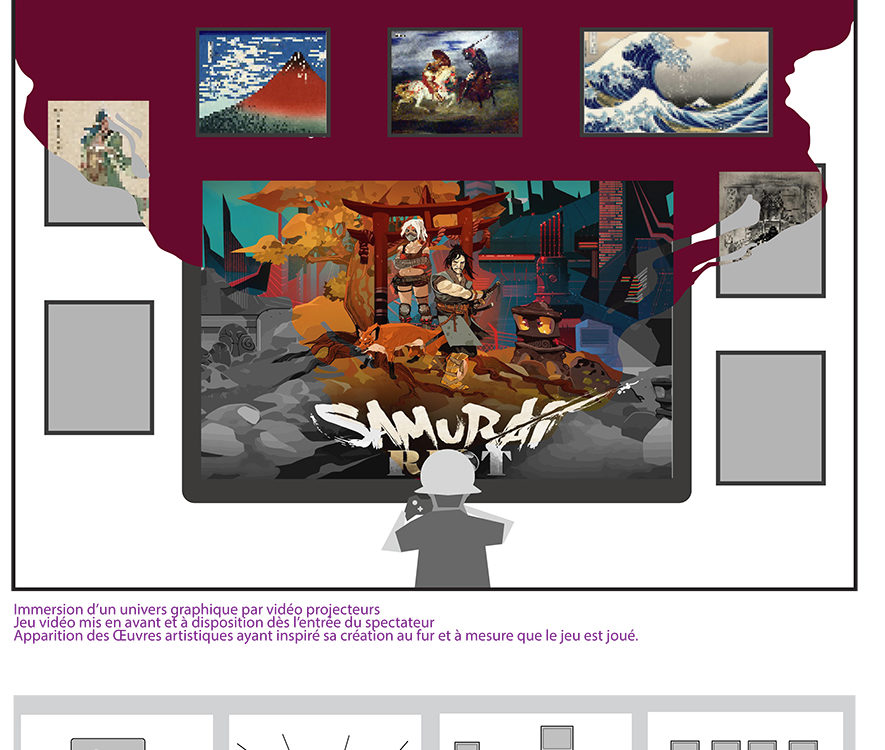 SAMURAI
RIOT
Immersion d'un univers graphique par vidéo projecteurs
Jeu vidéo mis en avant et à disposition dès l'entrée du spectateur
Apparition des Œuvres artistiques ayant inspiré sa création au fur et à mesure que le jeu est joué.